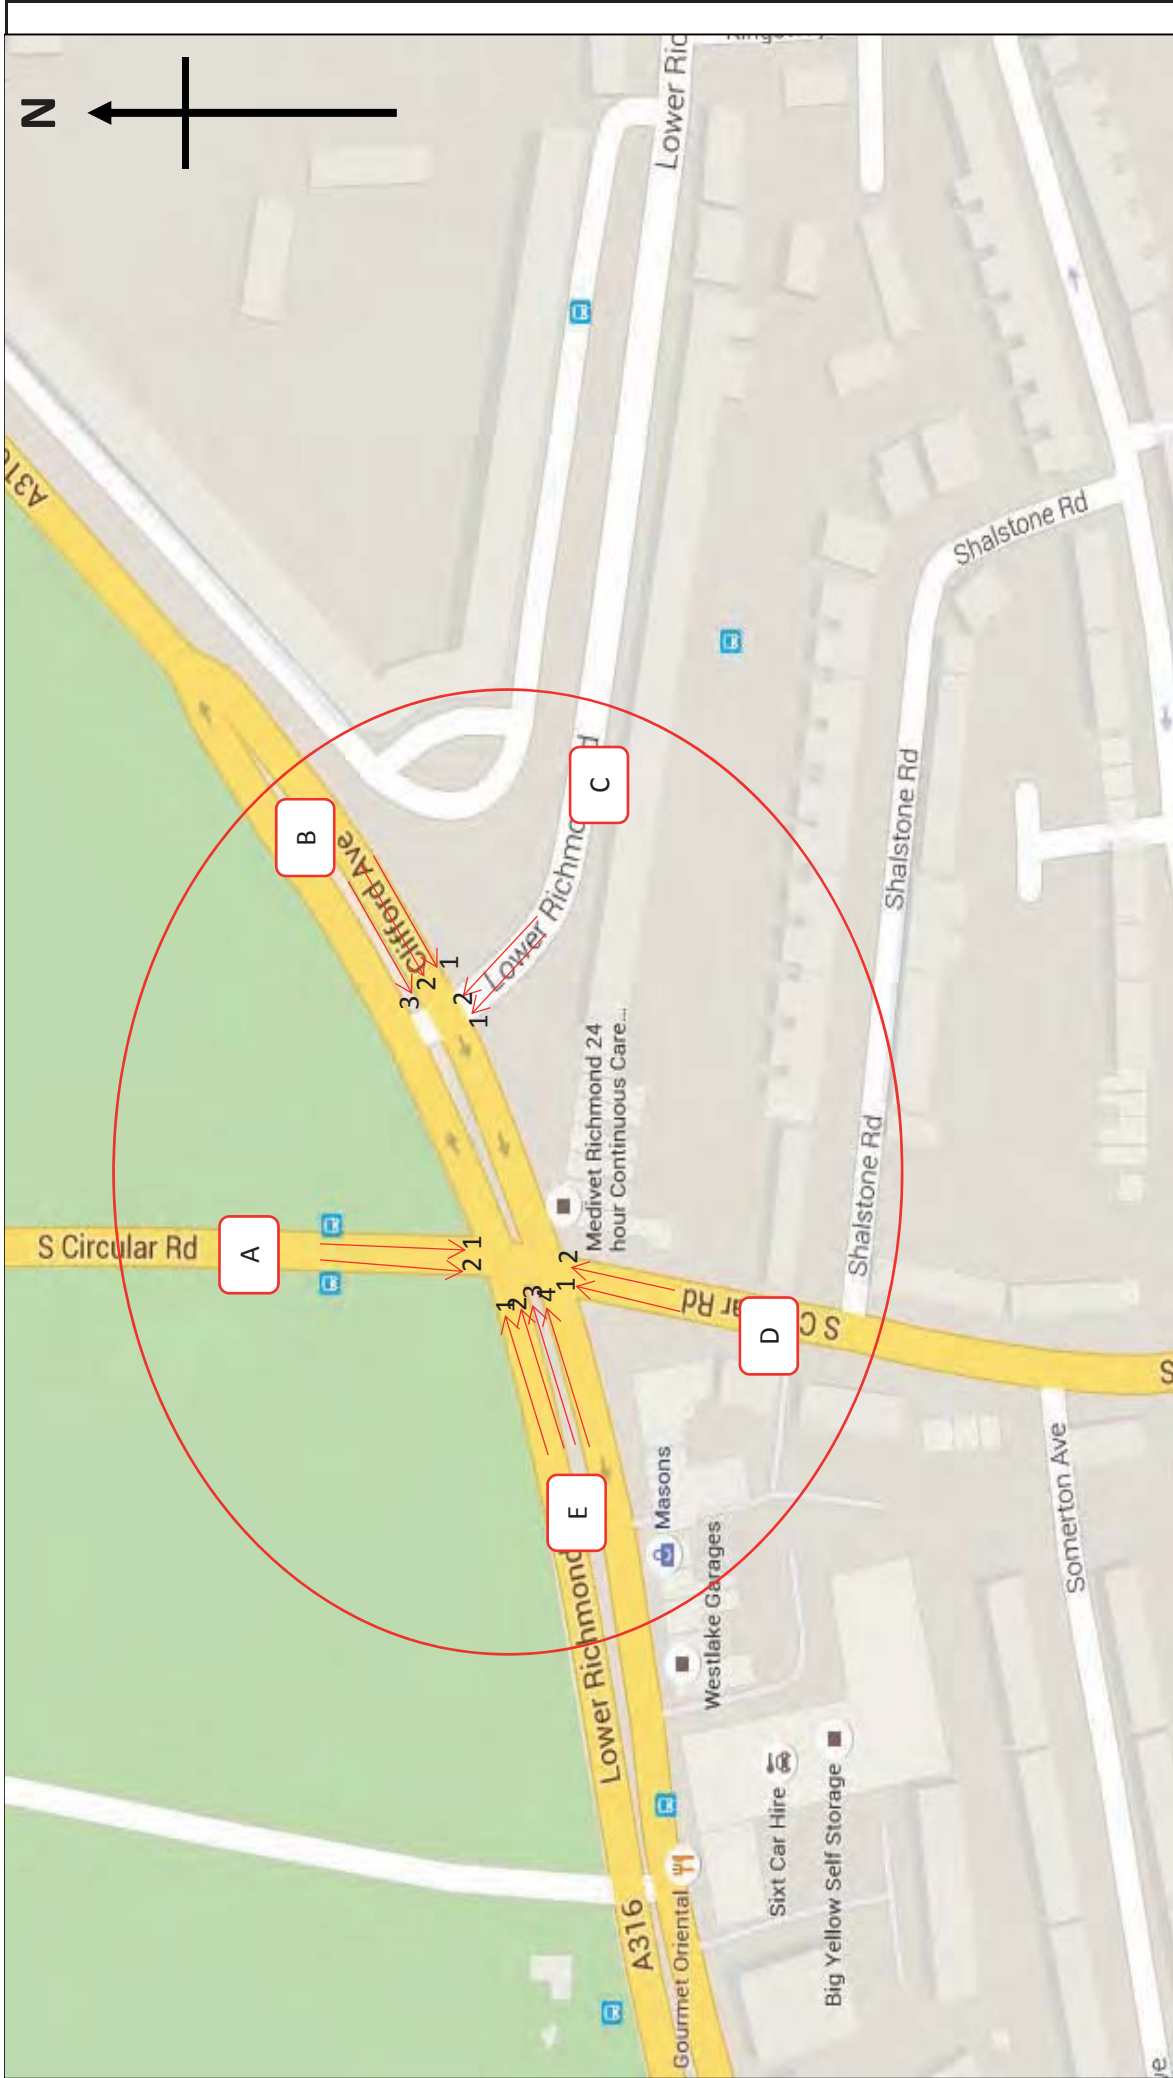 N
A316
S Circular Rd
A
B
Clifford Ave
3
2
1
2
1
2
1
Lower Richmond
C
Lower Ric
1
2
3
4
1
2
E
Lower Richmond
A316
D
S C
ar Rd
Medivet Richmond 24
hour Continuous Care...
Masons
Westlake Garages
Gourmet Oriental
Sixt Car Hire
Big Yellow Self Storage
Shalstone Rd
Shalstone Rd
Shalstone Rd
Somerton Ave
S